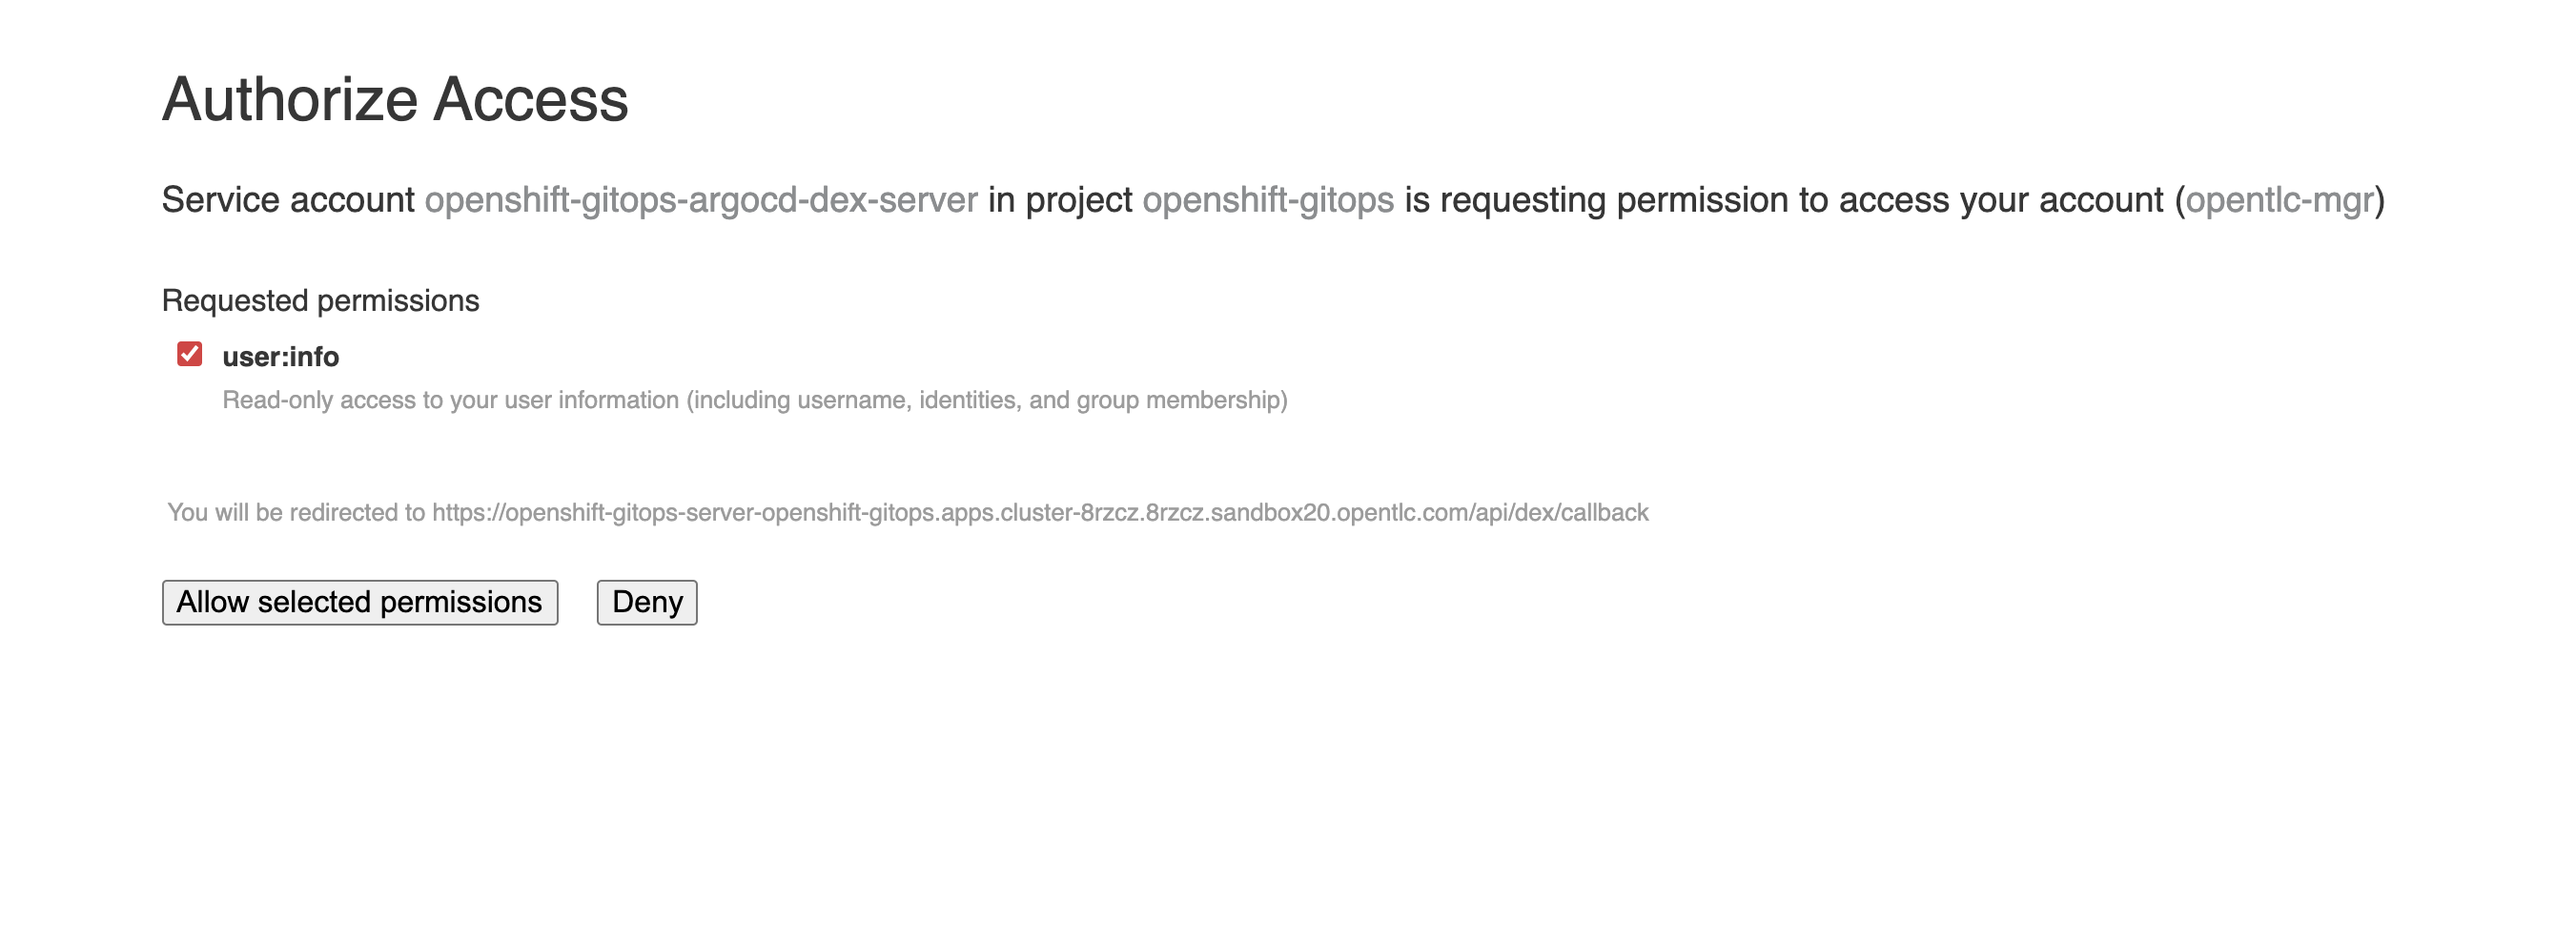 Authorize Access
Service account openshift-gitops-argocd-dex-server in project openshift-gitops is requesting permission to access your account (opentlc-mgr)
Requested permissions
user:info
Read-only access to your user information (including username, identities, and group membership)
You will be redirected to https://openshift-gitops-server-openshift-gitops.apps.cluster-8rzcz.8rzcz.sandbox20.opentlc.com/api/dex/callback
Allow selected permissions Deny